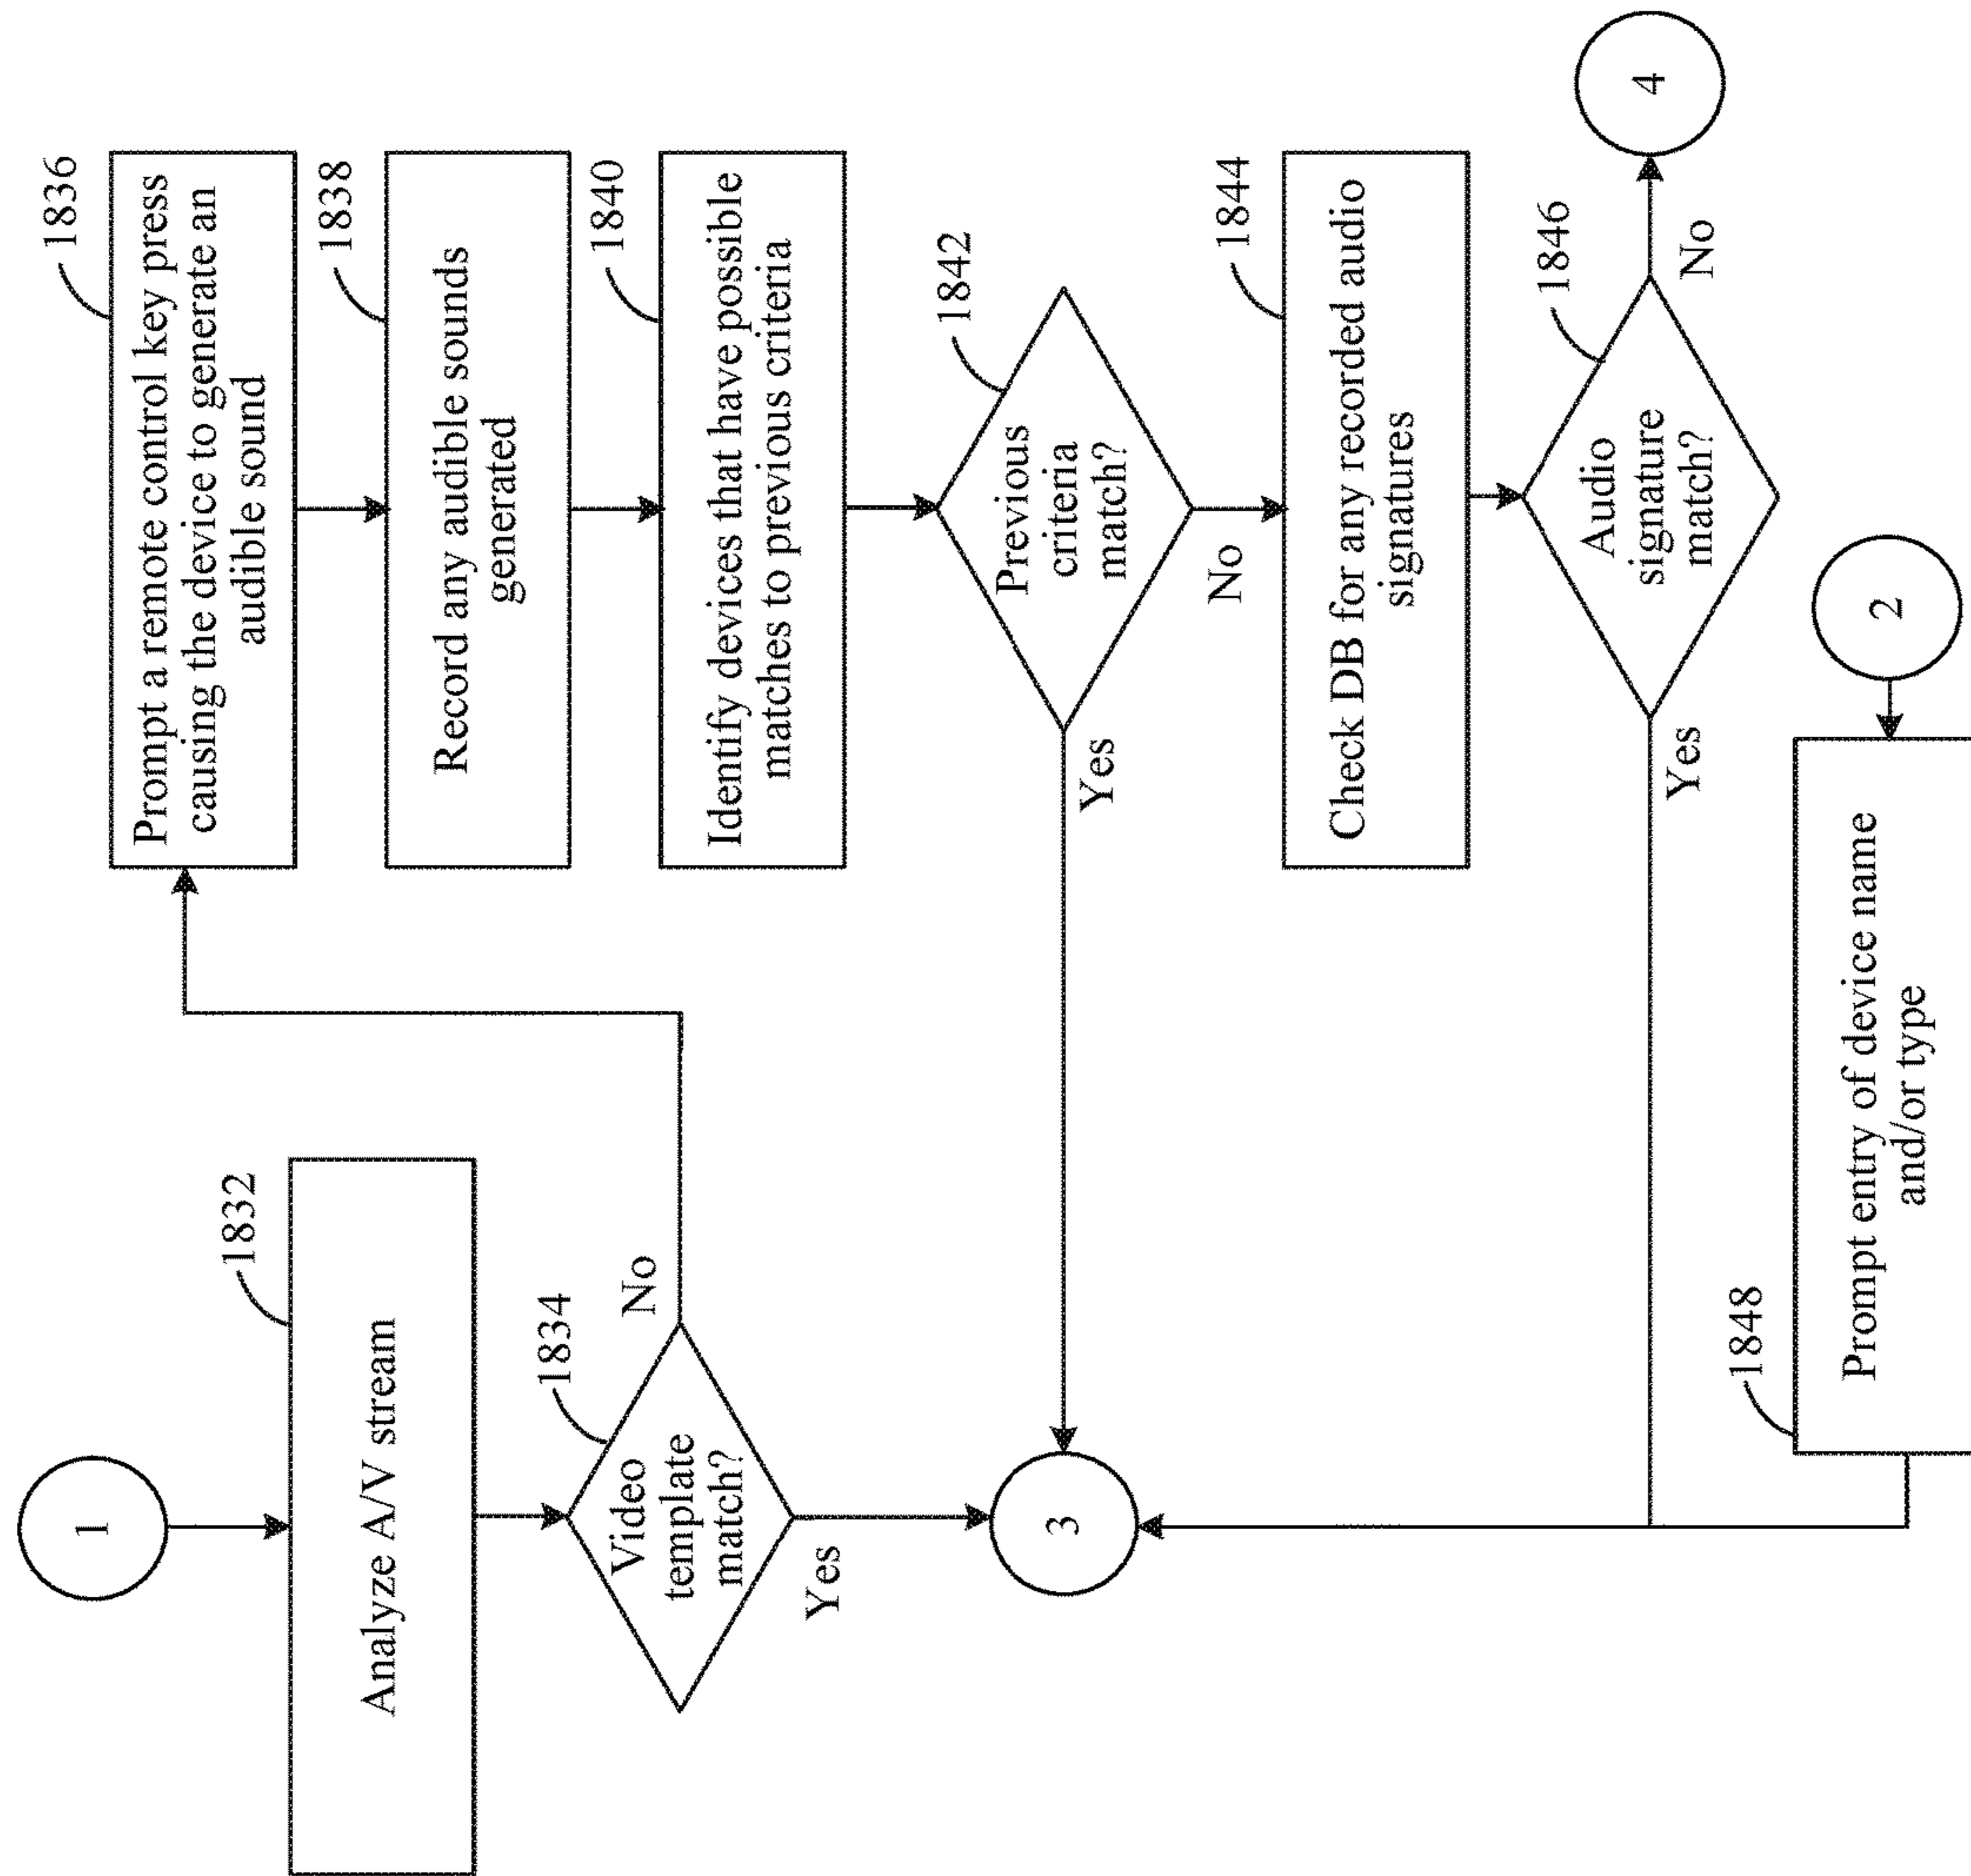 1
1832
Analyze A/V stream
1834
Video
template
match?
No
Yes
3
1836
Prompt a remote control key press
causing the device to generate an
audible sound
1838
Record any audible sounds
generated
1840
Identify devices that have possible
matches to previous criteria
1842
Previous
criteria
match?
Yes
No
1844
Check DB for any recorded audio
signatures
1846
Audio
signature
match?
Yes
No
4
2
1848
Prompt entry of device name
and/or type